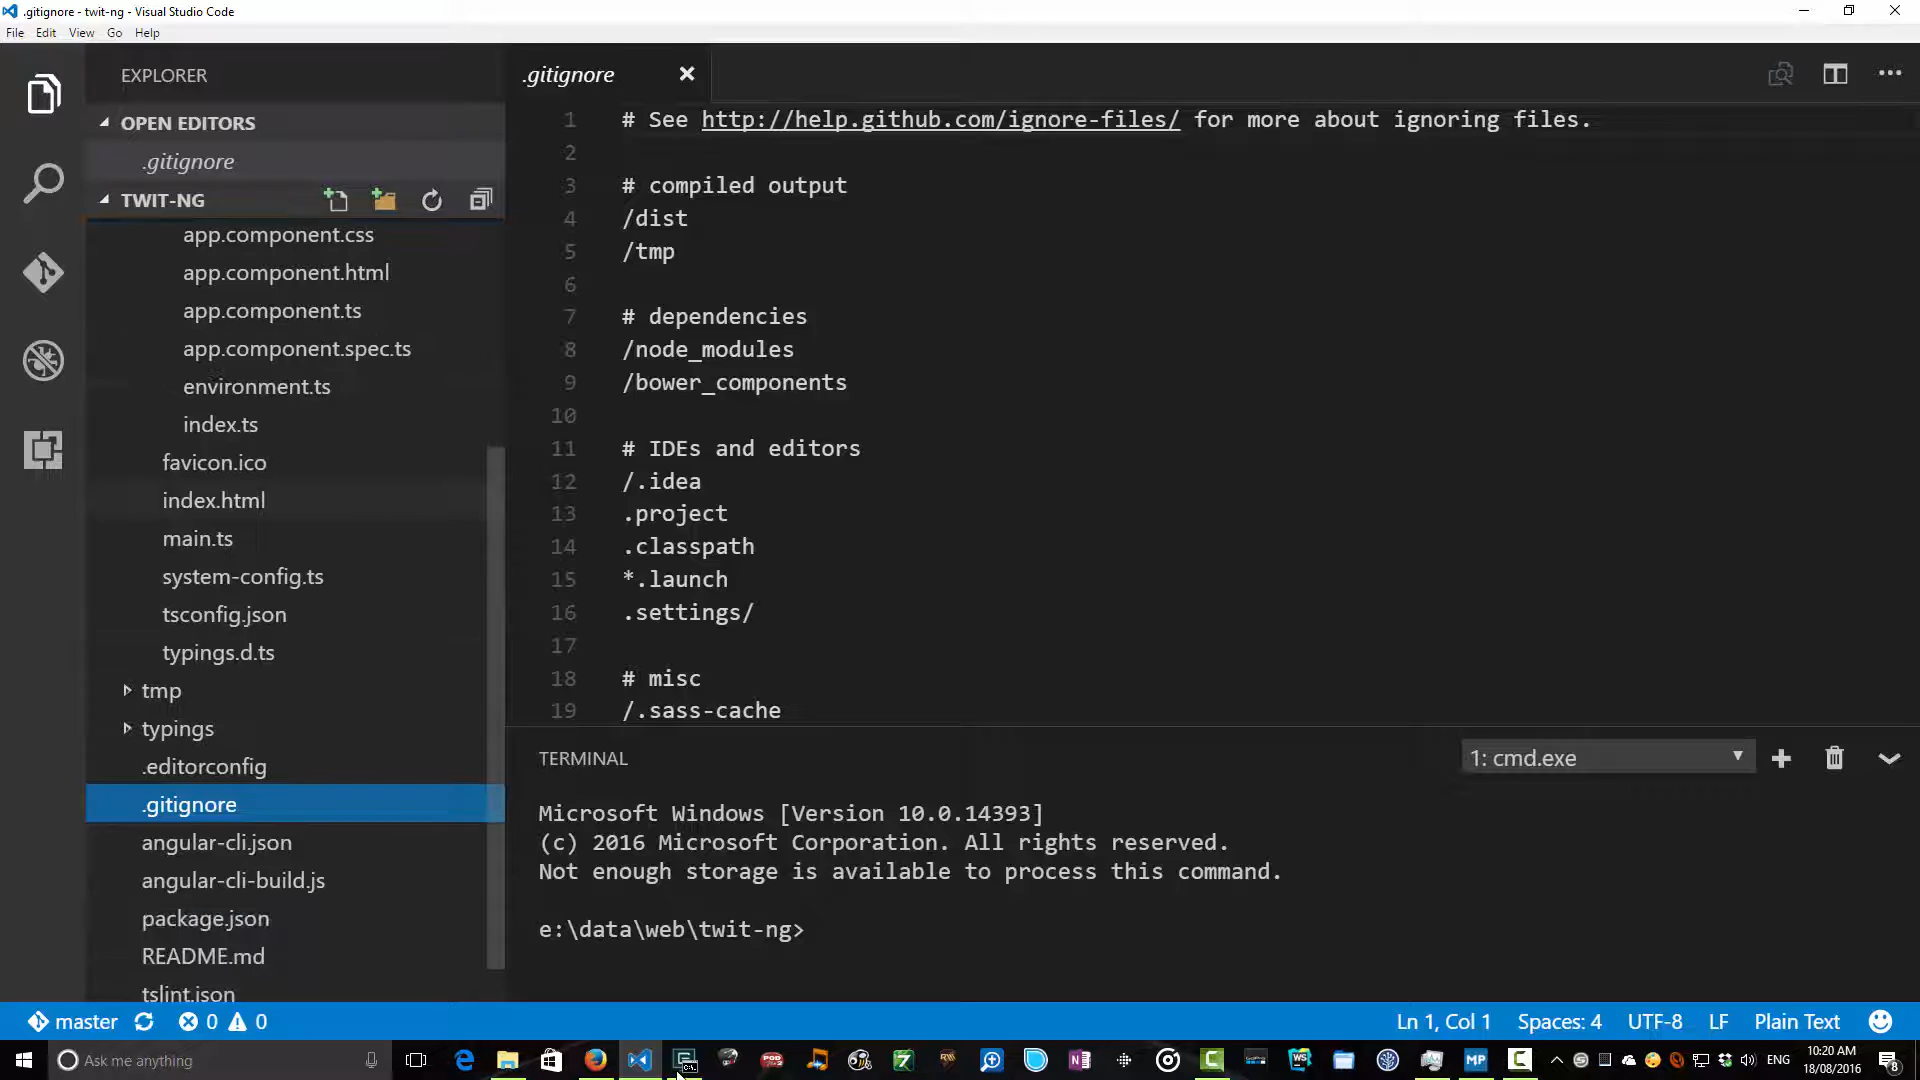 .gitignore - twit-ng - Visual Studio Code
File Edit View Go Help
EXPLORER
OPEN EDITORS
.gitignore
TWIT-NG
app.component.css
app.component.html
app.component.ts
app.component.spec.ts
environment.ts
index.ts
favicon.ico
index.html
main.ts
system-config.ts
tsconfig.json
typings.d.ts
tmp
typings
.editorconfig
.gitignore
angular-cli.json
angular-cli-build.js
package.json
README.md
tslint.json
.gitignore
1 # See http://help.github.com/ignore-files/ for more about ignoring files.
2
3 # compiled output
4 /dist
5 /tmp
6
7 # dependencies
8 /node_modules
9 /bower_components
10
11 # IDEs and editors
12 /.idea
13 .project
14 .classpath
15 *.launch
16 .settings/
17
18 # misc
19 /.sass-cache
TERMINAL
1: cmd.exe
Microsoft Windows [Version 10.0.14393]
(c) 2016 Microsoft Corporation. All rights reserved.
Not enough storage is available to process this command.
e:\data\web\twit-ng>
master 0 0
Ln 1, Col 1 Spaces: 4 UTF-8 LF Plain Text
Ask me anything
ENG
10:20 AM
18/08/2016
8